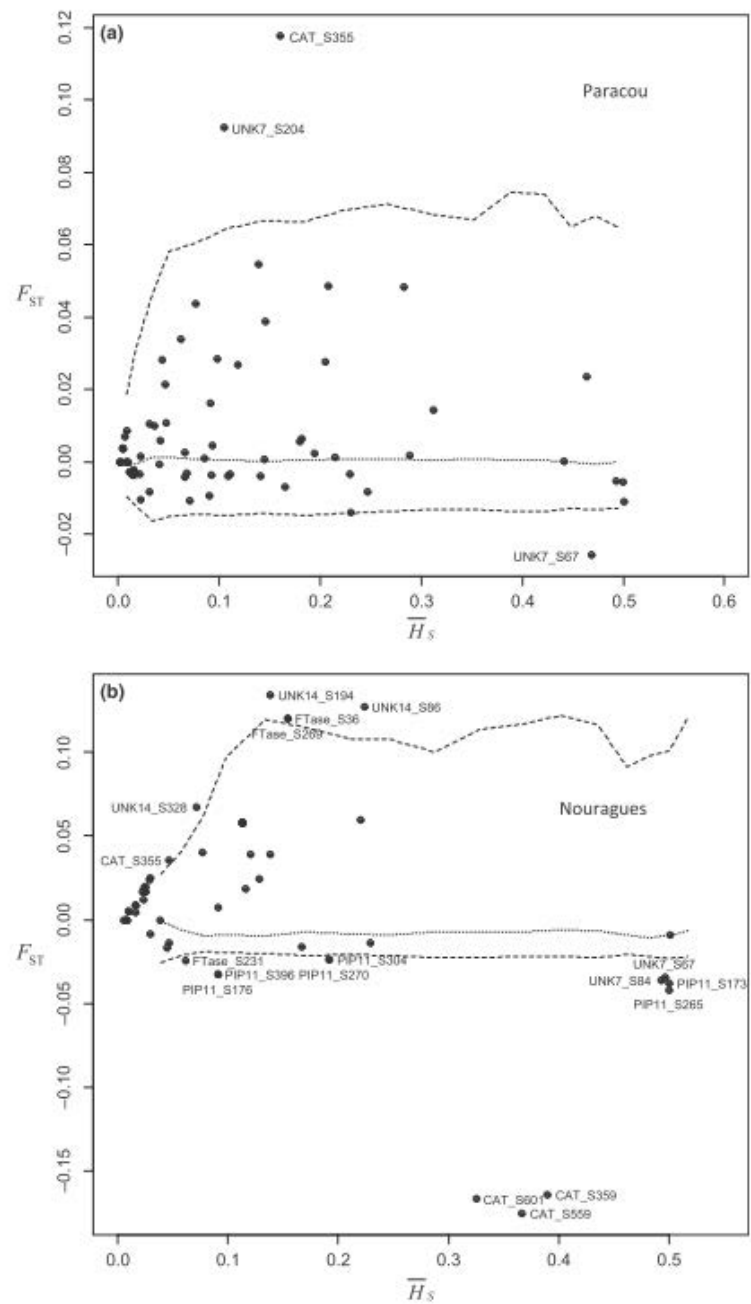 (a)
CAT_S355
Paracou
UNK7_S204
UNK7_S67
0.12
0.10
0.08
0.06
0.04
0.02
0.00
−0.02
FST
0.0 0.1 0.2 0.3 0.4 0.5 0.6
HS
(b)
UNK14_S194
UNK14_S86
FTase_S36
FTase_S269
UNK14_S328
Nouragues
CAT_S355
FTase_S231
PIP11_S304
PIP11_S396 PIP11_S270
PIP11_S176
UNK7_S67
UNK7_S84
PIP11_S173
PIP11_S265
CAT_S601
CAT_S359
CAT_S559
0.10
0.05
0.00
−0.05
−0.10
−0.15
FST
0.0 0.1 0.2 0.3 0.4 0.5
HS